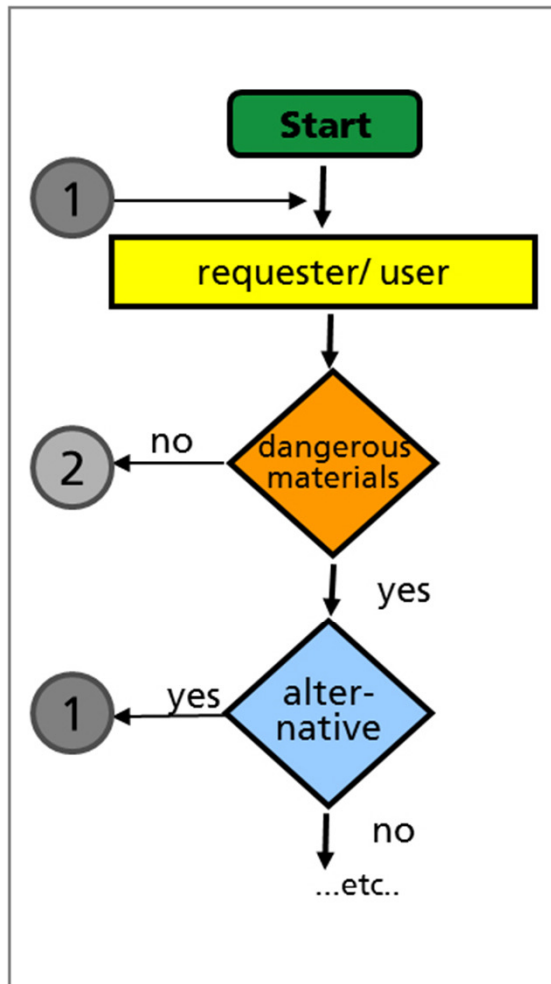 Start
1
requester/ user
no
dangerous
materials
2
yes
yes
alter-
native
1
no
...etc..